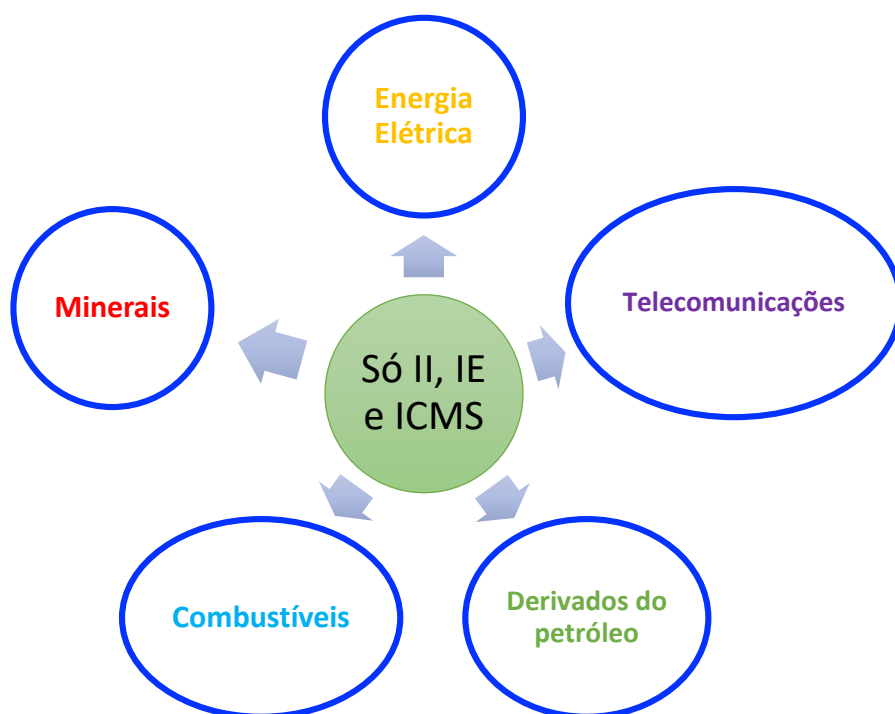 Energia
Elétrica
Telecomunicações
Minerais
Só II, IE
e ICMS
Combustíveis
Derivados do
petróleo